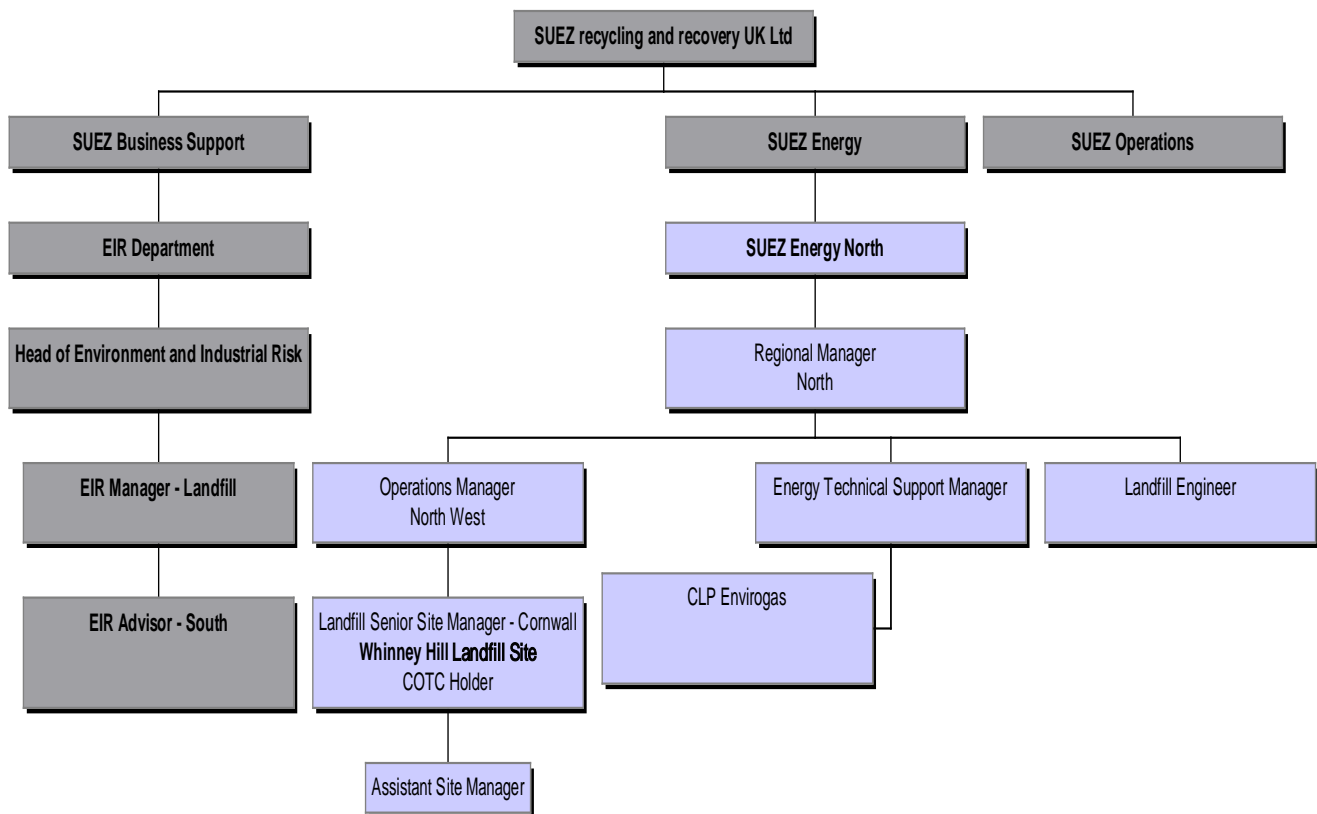 SUEZ recycling and recovery UK Ltd
SUEZ Business Support
SUEZ Energy
SUEZ Operations
EIR Department
SUEZ Energy North
Head of Environment and Industrial Risk
Regional Manager
North
EIR Manager - Landfill
Operations Manager
North West
Energy Technical Support Manager
Landfill Engineer
EIR Advisor - South
Landfill Senior Site Manager - Cornwall
Whinney Hill Landfill Site
COTC Holder
CLP Envirogas
Assistant Site Manager